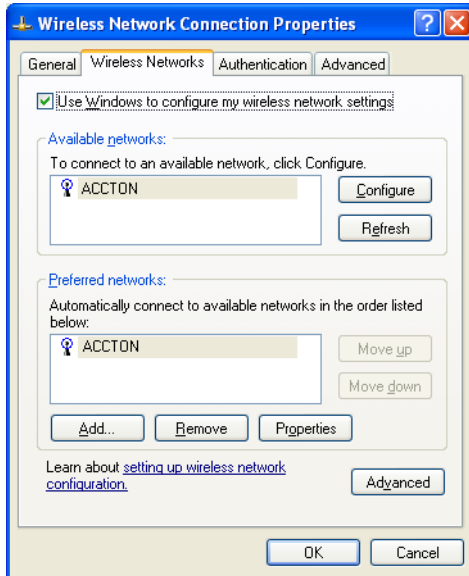 Wireless Network Connection Properties
General Wireless Networks Authentication Advanced
Use Windows to configure my wireless network settings
Available networks:
To connect to an available network, click Configure.
ACCTON
Configure
Refresh
Preferred networks:
Automatically connect to available networks in the order listed
below:
ACCTON
Move up
Move down
Add... Remove Properties
Learn about setting up wireless network
configuration.
Advanced
OK Cancel